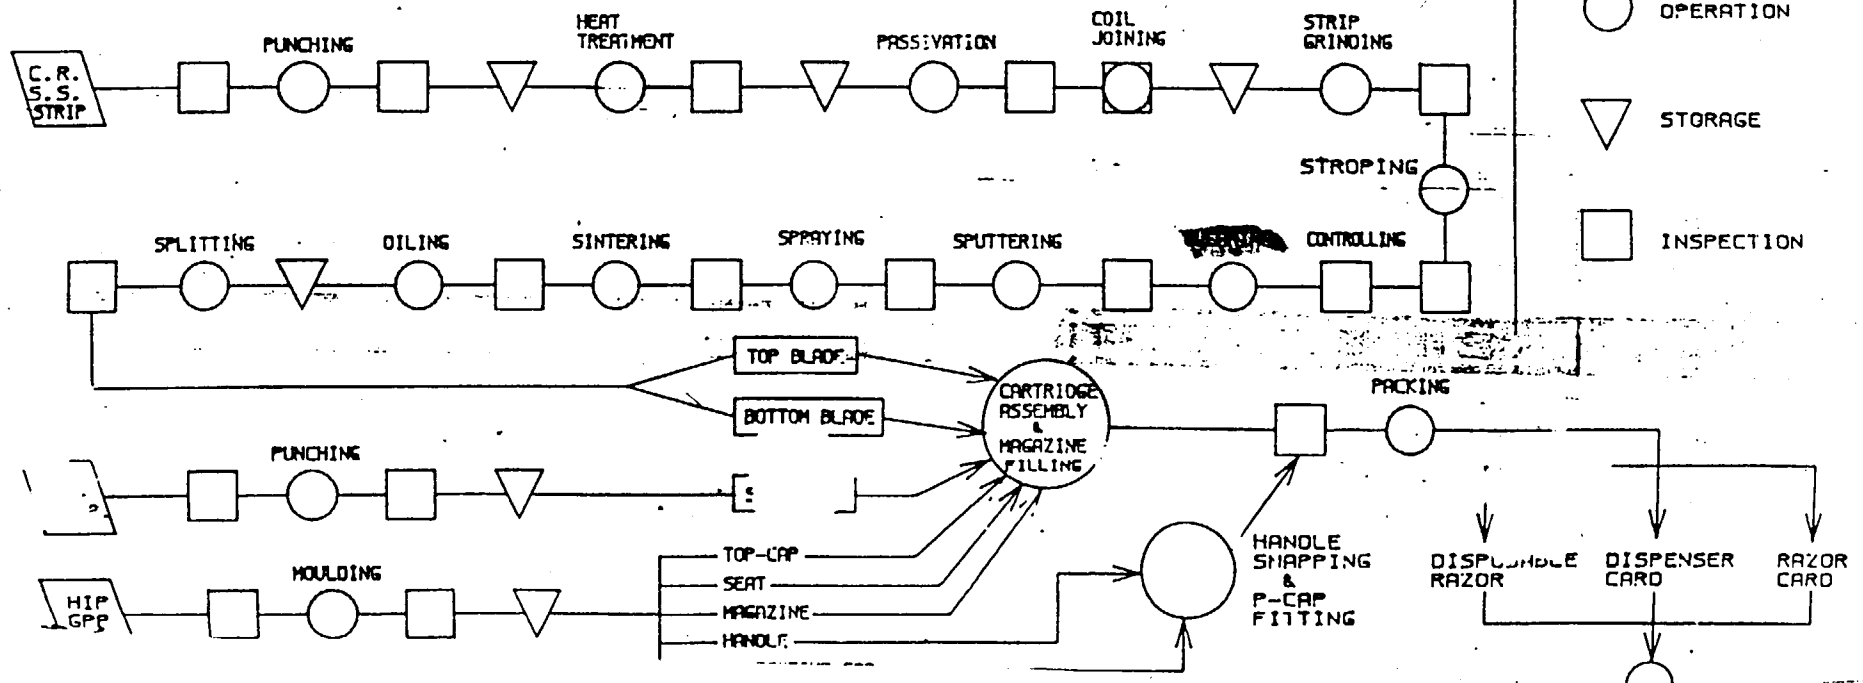 OPERATION
HEAT
TREATMENT
COIL
JOINING
STRIP
GRINDING
PUNCHING
PASSIVATION
C.R.
S.S.
STRIP
STORAGE
STROPING
SPLITTING
OILING
SINTERING
SPRAYING
SPUTTERING
CONTROLLING
INSPECTION
TOP BLADE
BOTTOM BLADE
CARTRIDGE
ASSEMBLY
&
MAGAZINE
FILLING
PACKING
PUNCHING
MOULDING
HIP
GPP
TOP-CAP
SEAT
MAGAZINE
HANDLE
HANDLE
SNAPPING
&
P-CAP
FITTING
RAZOR
DISPENSER
CARD
RAZOR
CARD